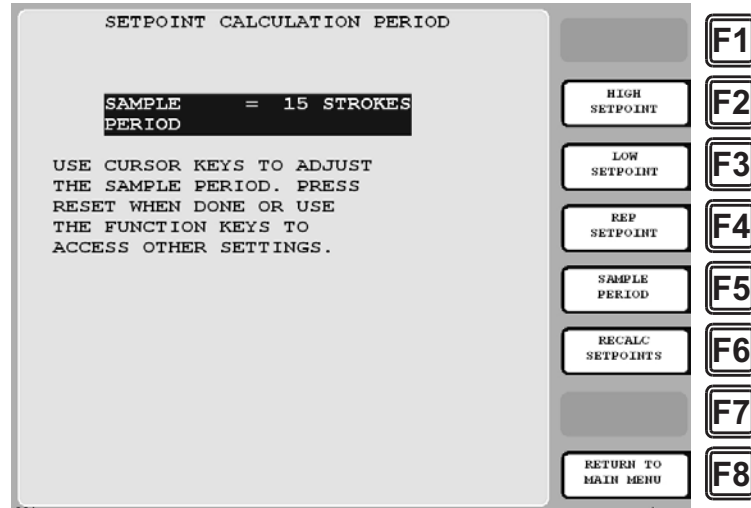 SETPOINT CALCULATION PERIOD
SAMPLE = 15 STROKES
PERIOD
USE CURSOR KEYS TO ADJUST
THE SAMPLE PERIOD. PRESS
RESET WHEN DONE OR USE
THE FUNCTION KEYS TO
ACCESS OTHER SETTINGS.
F1
HIGH
SETPOINT
F2
LOW
SETPOINT
F3
REP
SETPOINT
F4
SAMPLE
PERIOD
F5
RECALC
SETPOINTS
F6
F7
RETURN TO
MAIN MENU
F8